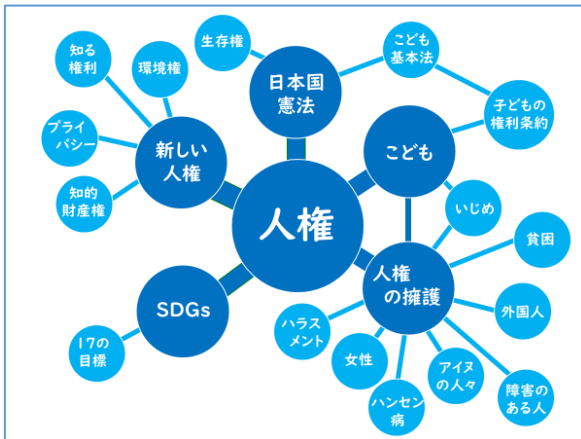 生存権
こども
基本法
知る
権利
環境権
日本国
憲法
子どもの
権利条約
プライ
バシー
新しい
人権
こども
知的
財産権
いじめ
人権
貧困
人権
の擁護
SDGs
外国人
ハラス
メント
17の
目標
女性
アイヌ
の人々
障害の
ある人
ハンセン
病